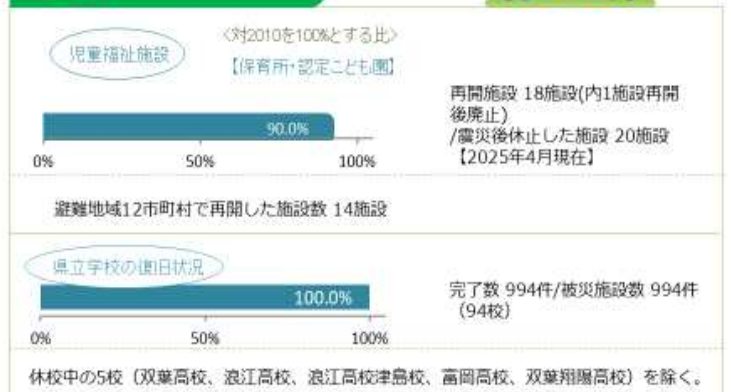 児童福祉施設
<対2010を100%とする比>
【保育所・認定こども園】
90.0%
0%
50%
100%
再開施設 18施設(内1施設再開
後廃止)
/震災後休止した施設 20施設
【2025年4月現在】
避難地域12市町村で再開した施設数 14施設
県立学校の復旧状況
100.0%
0%
50%
100%
完了数 994件/被災施設数 994件
（94校）
休校中の5校（双葉高校、浪江高校、浪江高校津島校、富岡高校、双葉翔陽高校）を除く。